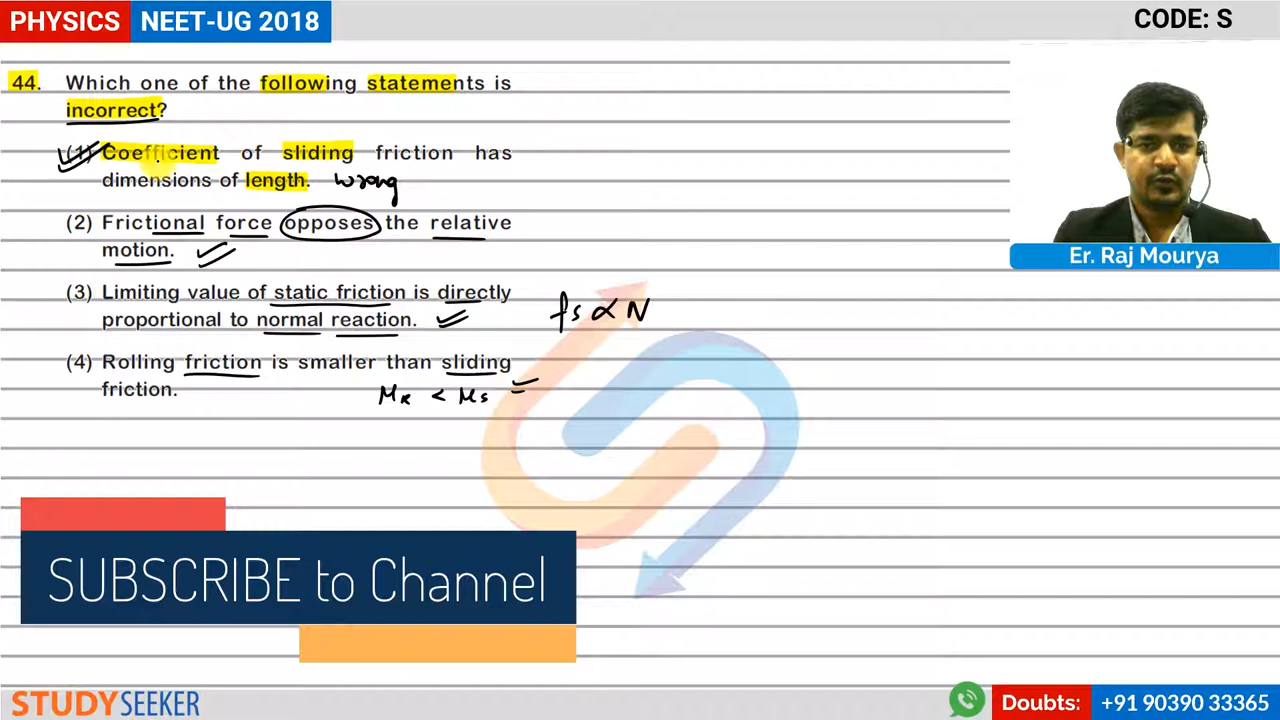 PHYSICS NEET-UG 2018 CODE: S
44. Which one of the following statements is
incorrect?
(1) Coefficient of sliding friction has
dimensions of length. wrong
(2) Frictional force opposes the relative
motion.
(3) Limiting value of static friction is directly
proportional to normal reaction. fs ∝ N
(4) Rolling friction is smaller than sliding
friction. μR < μs
Er. Raj Mourya
SUBSCRIBE to Channel
STUDYSEEKER Doubts: +91 90390 33365